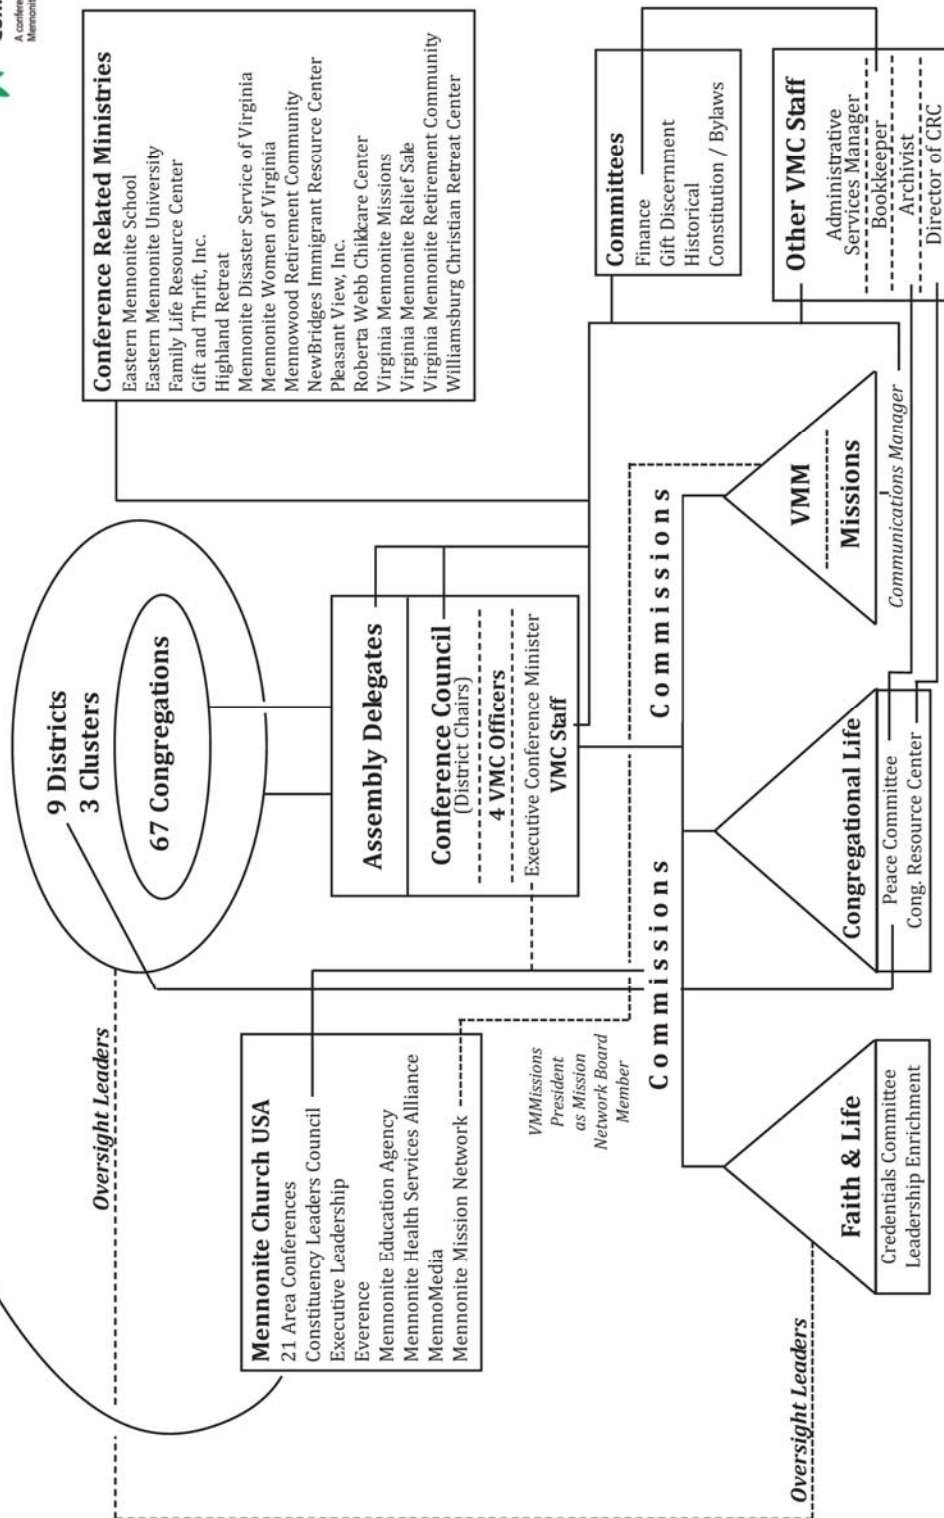 A confere
Mennonit
Oversight Leaders
9 Districts
3 Clusters
67 Congregations
Conference Related Ministries
Eastern Mennonite School
Eastern Mennonite University
Family Life Resource Center
Gift and Thrift, Inc.
Highland Retreat
Mennonite Disaster Service of Virginia
Mennonite Women of Virginia
Mennowood Retirement Community
NewBridges Immigrant Resource Center
Pleasant View, Inc.
Roberta Webb Childcare Center
Virginia Mennonite Missions
Virginia Mennonite Relief Sale
Virginia Mennonite Retirement Community
Williamsburg Christian Retreat Center
Mennonite Church USA
21 Area Conferences
Constituency Leaders Council
Executive Leadership
Everence
Mennonite Education Agency
Mennonite Health Services Alliance
MennoMedia
Mennonite Mission Network
Assembly Delegates
Conference Council
(District Chairs)
4 VMC Officers
Executive Conference Minister
VMC Staff
VMMissions
President
as Mission
Network Board
Member
Commissions
Commissions
Committees
Finance
Gift Discernment
Historical
Constitution / Bylaws
Faith & Life
Credentials Committee
Leadership Enrichment
Congregational Life
Peace Committee
Cong. Resource Center
VMM
Missions
Communications Manager
Other VMC Staff
Administrative
Services Manager
Bookkeeper
Archivist
Director of CRC
Oversight Leaders